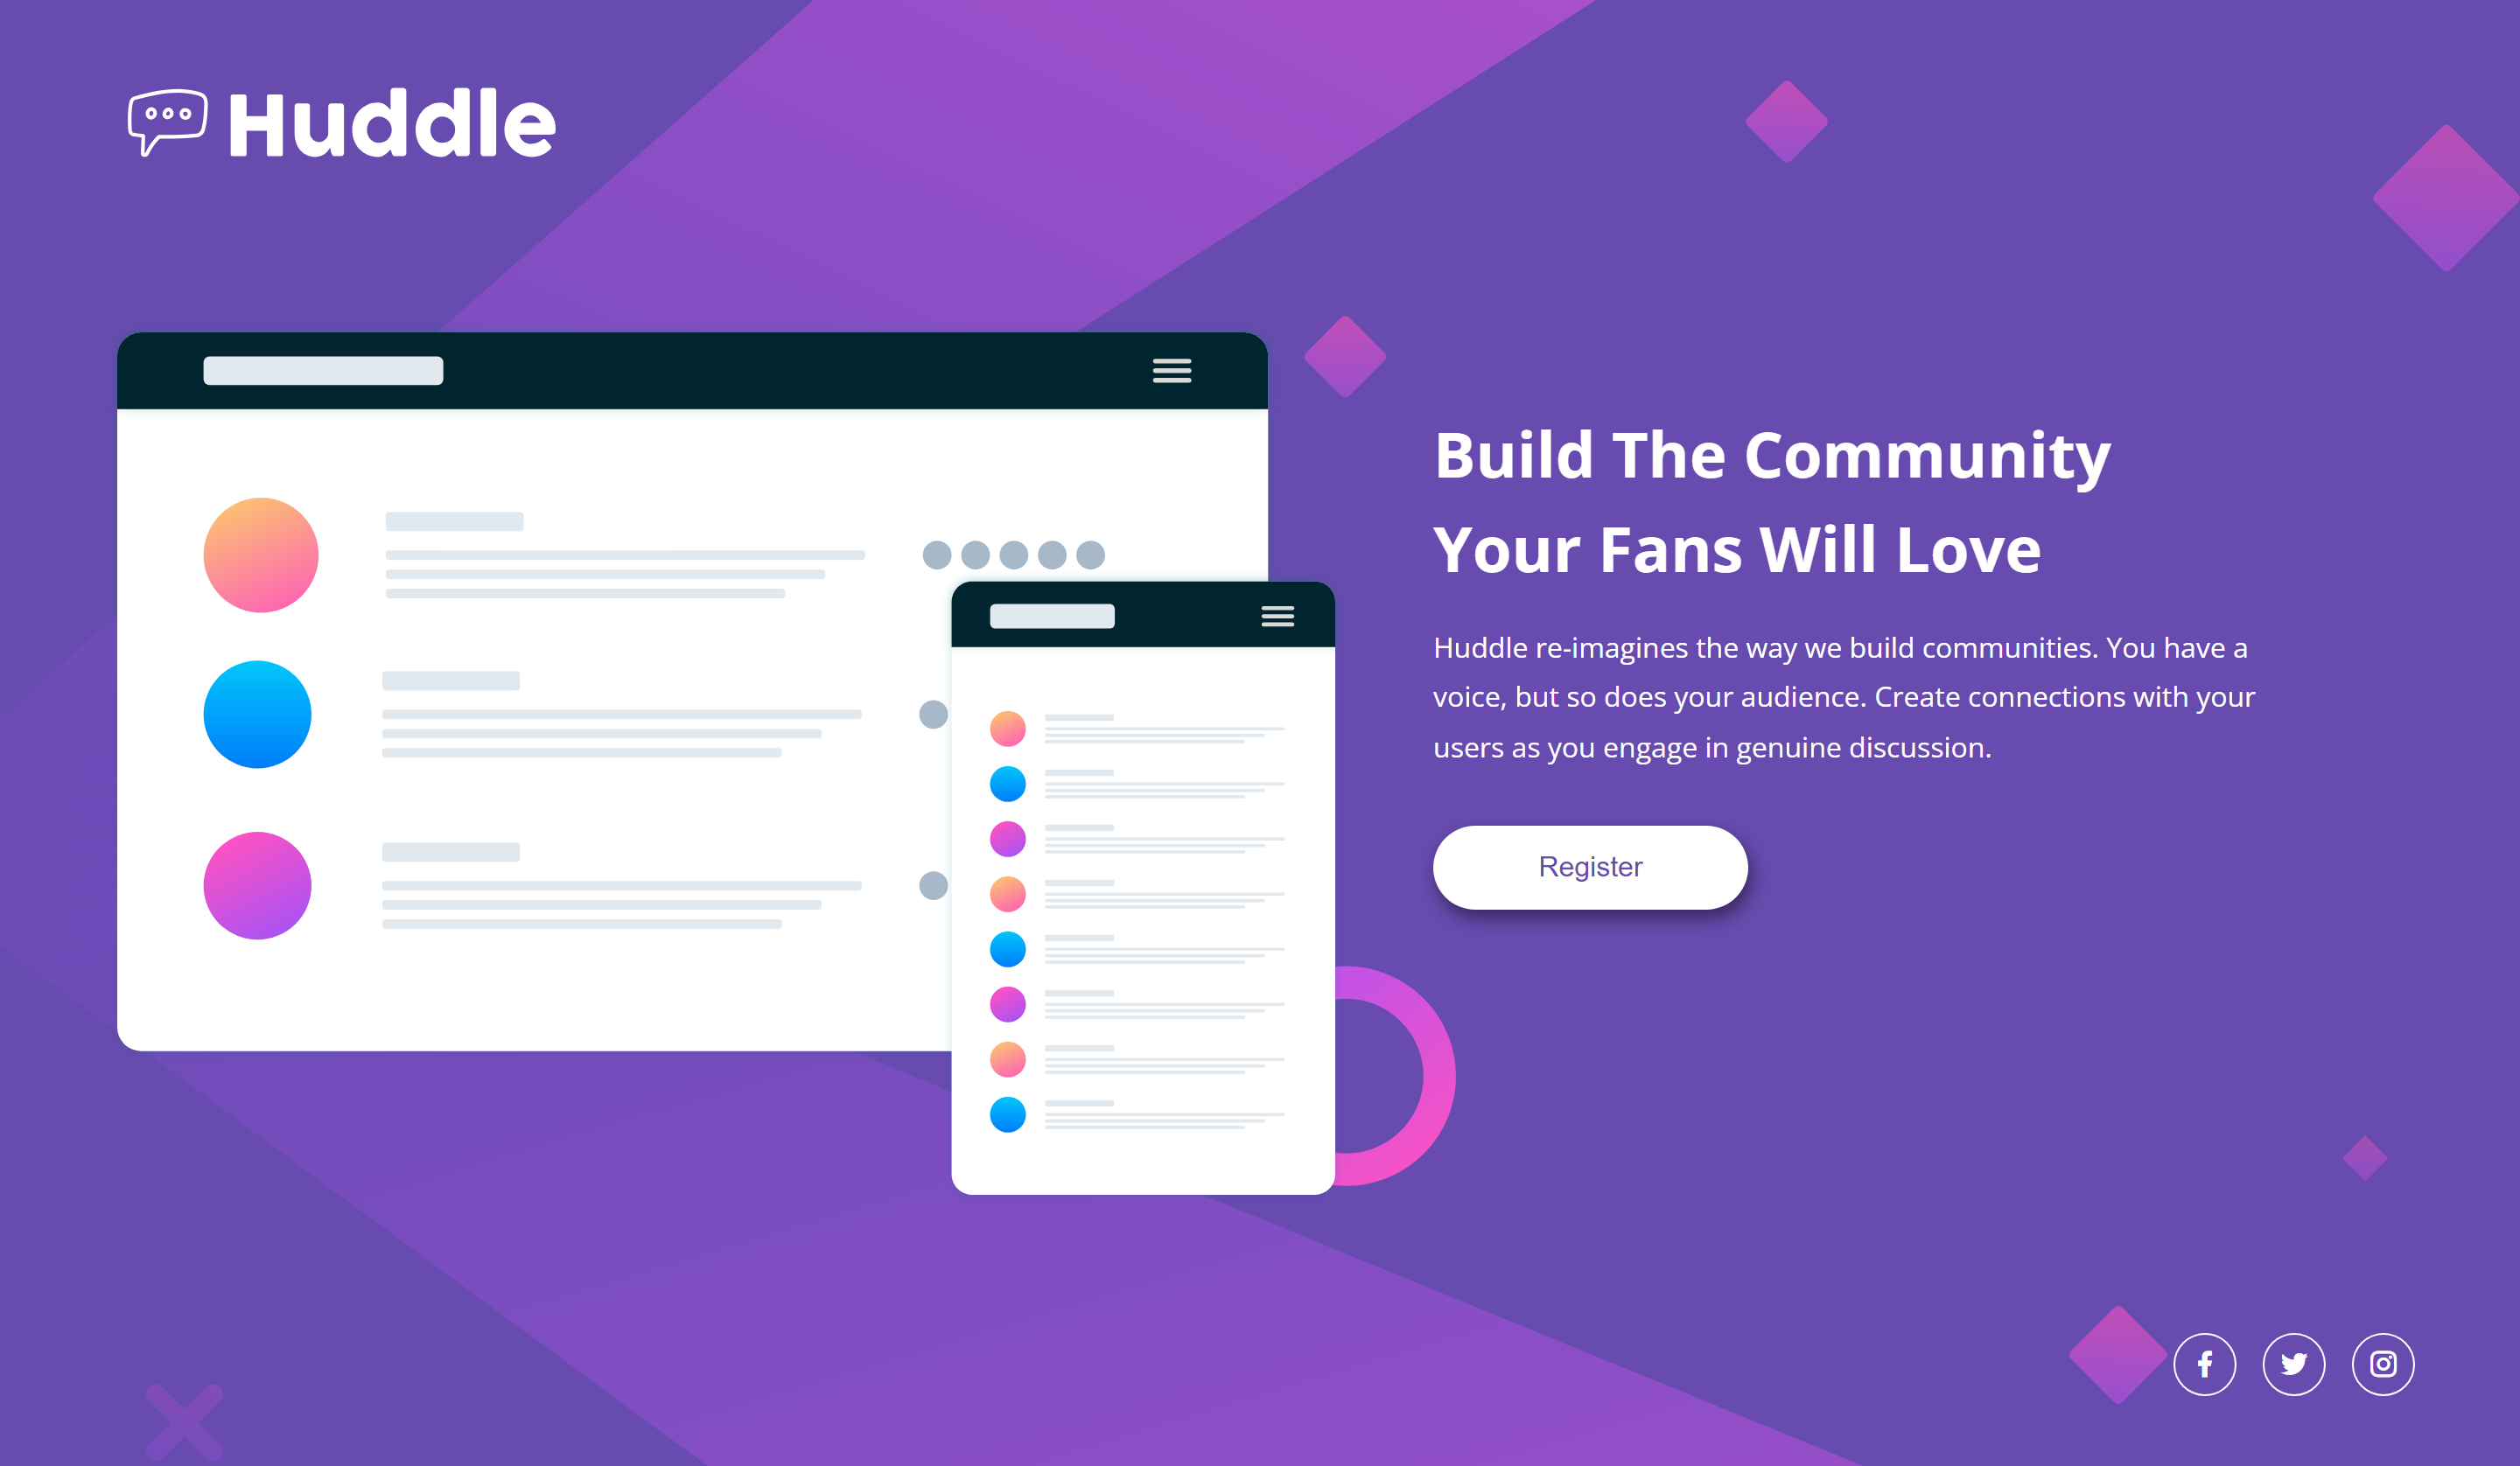 Huddle
Build The Community
Your Fans Will Love
Huddle re-imagines the way we build communities. You have a
voice, but so does your audience. Create connections with your
users as you engage in genuine discussion.
Register